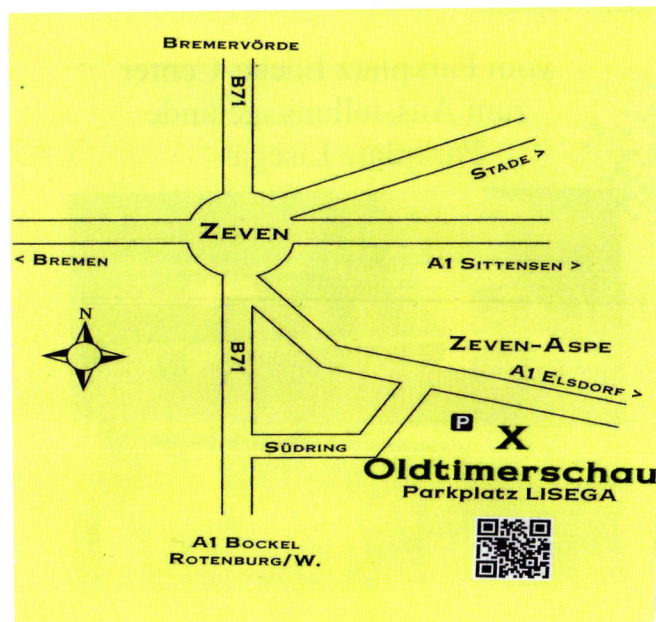 BREMERVÖRDE
B71
STADE >
ZEVEN
< BREMEN
A1 SITTENSEN >
N
B71
ZEVEN-ASPE
A1 ELSDORF >
P
X
SÜDRING
Oldtimerschau
Parkplatz LISEGA
A1 BOCKEL
ROTENBURG/W.